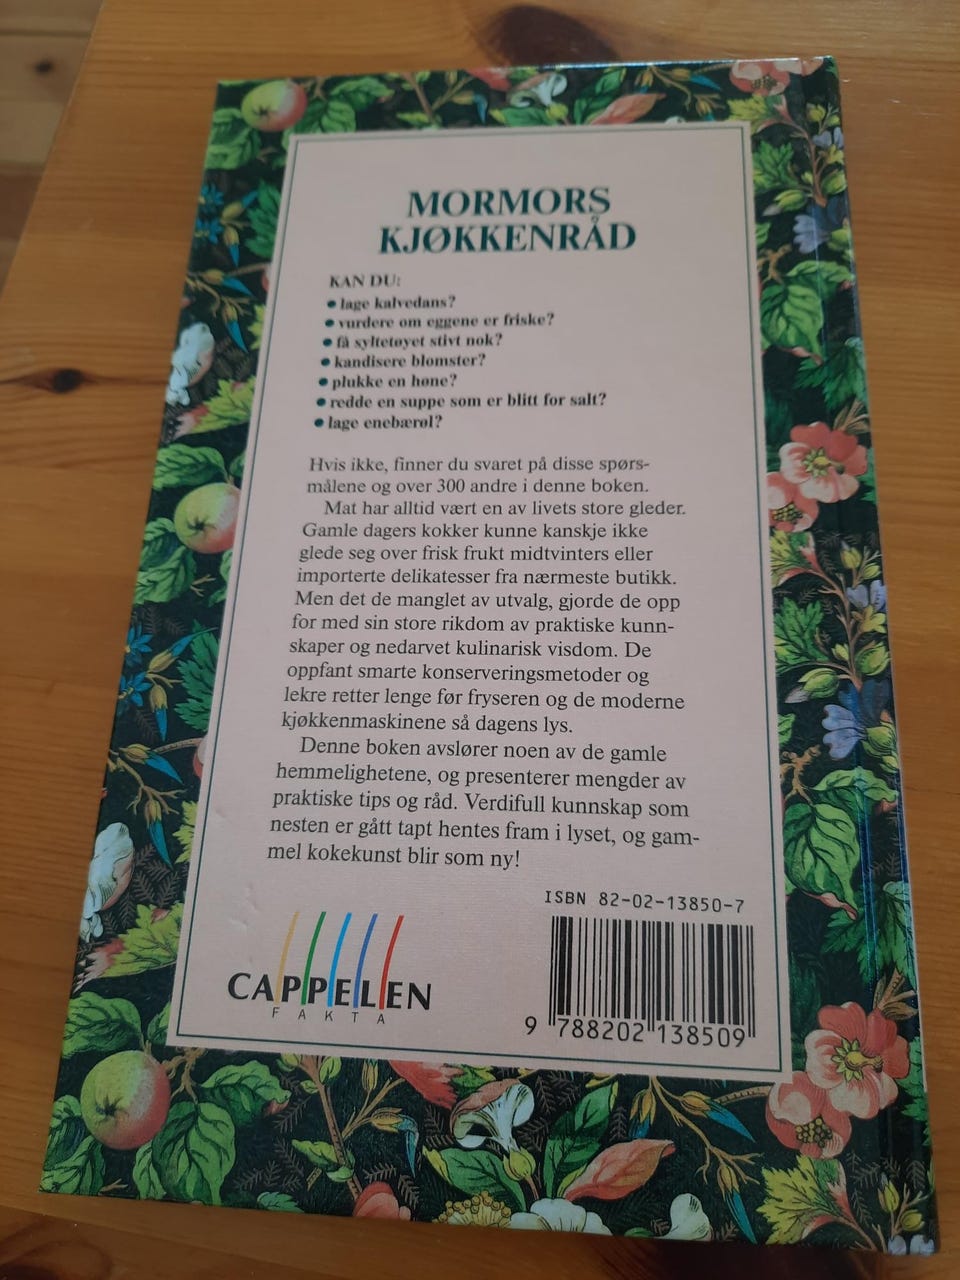 MORMORS
KJØKKENRÅD
KAN DU:
• lage kalvedans?
• vurdere om eggene er friske?
• få syltetøyet stivt nok?
• kandisere blomster?
• plukke en høne?
• redde en suppe som er blitt for salt?
• lage enebærøl?
Hvis ikke, finner du svaret på disse spørs-
målene og over 300 andre i denne boken.
Mat har alltid vært en av livets store gleder.
Gamle dagers kokker kunne kanskje ikke
glede seg over frisk frukt midtvinters eller
importerte delikatesser fra nærmeste butikk.
Men det de manglet av utvalg, gjorde de opp
for med sin store rikdom av praktiske kunn-
skaper og nedarvet kulinarisk visdom. De
oppfant smarte konserveringsmetoder og
lekre retter lenge før fryseren og de moderne
kjøkkenmaskinene så dagens lys.
Denne boken avslører noen av de gamle
hemmelighetene, og presenterer mengder av
praktiske tips og råd. Verdifull kunnskap som
nesten er gått tapt hentes fram i lyset, og gam-
mel kokekunst blir som ny!
ISBN 82-02-13850-7
CAPPELEN
FAKTA
9 788202 138509